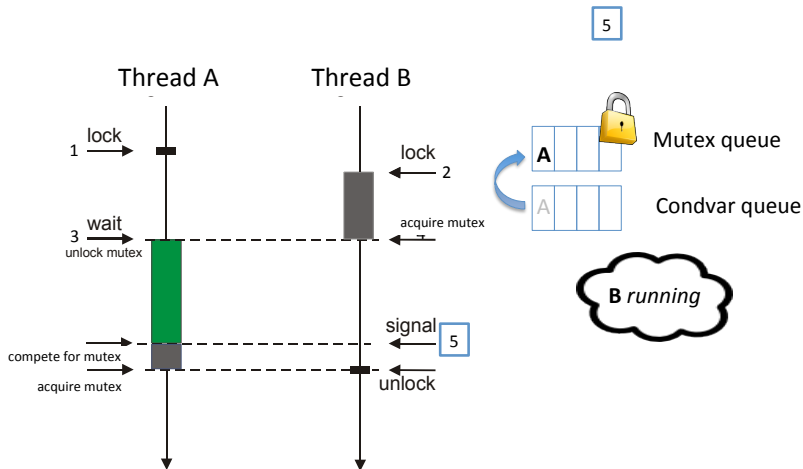 5
Thread A
Thread B
lock
1
lock
2
Mutex queue
A
wait
3
unlock mutex
acquire mutex
A
Condvar queue
B running
signal
5
compete for mutex
acquire mutex
unlock